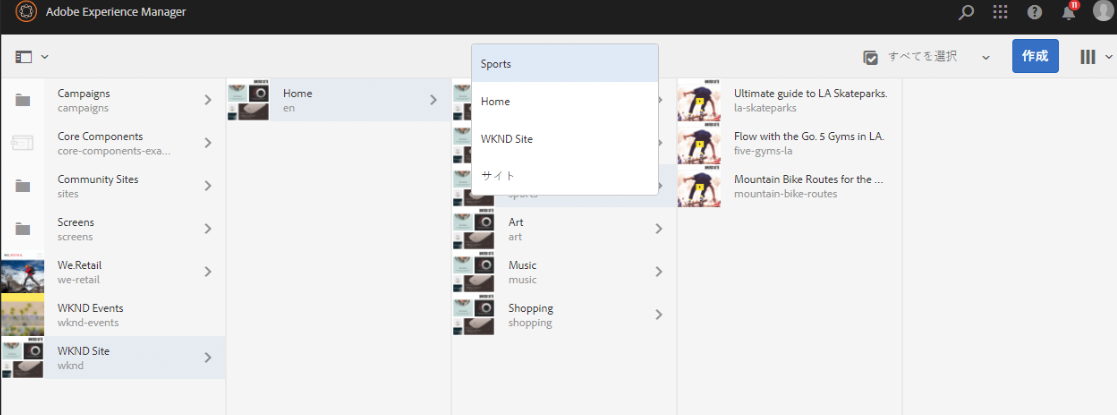 Adobe Experience Manager
11
すべてを選択
作成
Sports
Home
WKND Site
サイト
Campaigns
campaigns
Core Components
core-components-exa...
Community Sites
sites
Screens
screens
We.Retail
we-retail
WKND Events
wknd-events
WKND Site
wknd
Home
en
sports
Art
art
Music
music
Shopping
shopping
Ultimate guide to LA Skateparks.
la-skateparks
Flow with the Go. 5 Gyms in LA.
five-gyms-la
Mountain Bike Routes for the ...
mountain-bike-routes